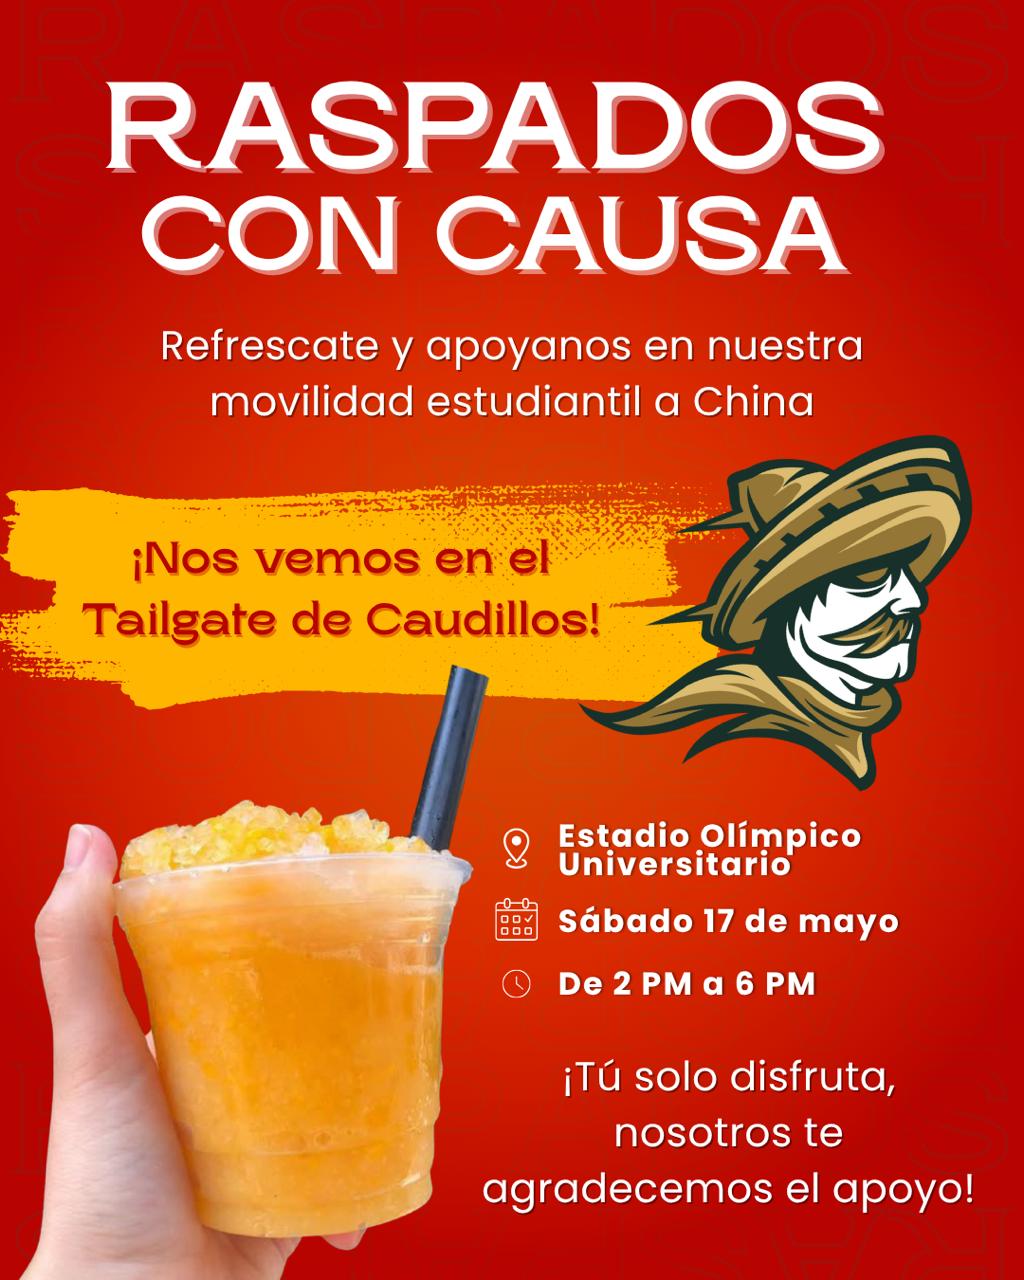 RASPADOS
CON CAUSA
Refrescate y apoyanos en nuestra
movilidad estudiantil a China
¡Nos vemos en el
Tailgate de Caudillos!
Estadio Olímpico
Universitario
Sábado 17 de mayo
De 2 PM a 6 PM
¡Tú solo disfruta,
nosotros te
agradecemos el apoyo!